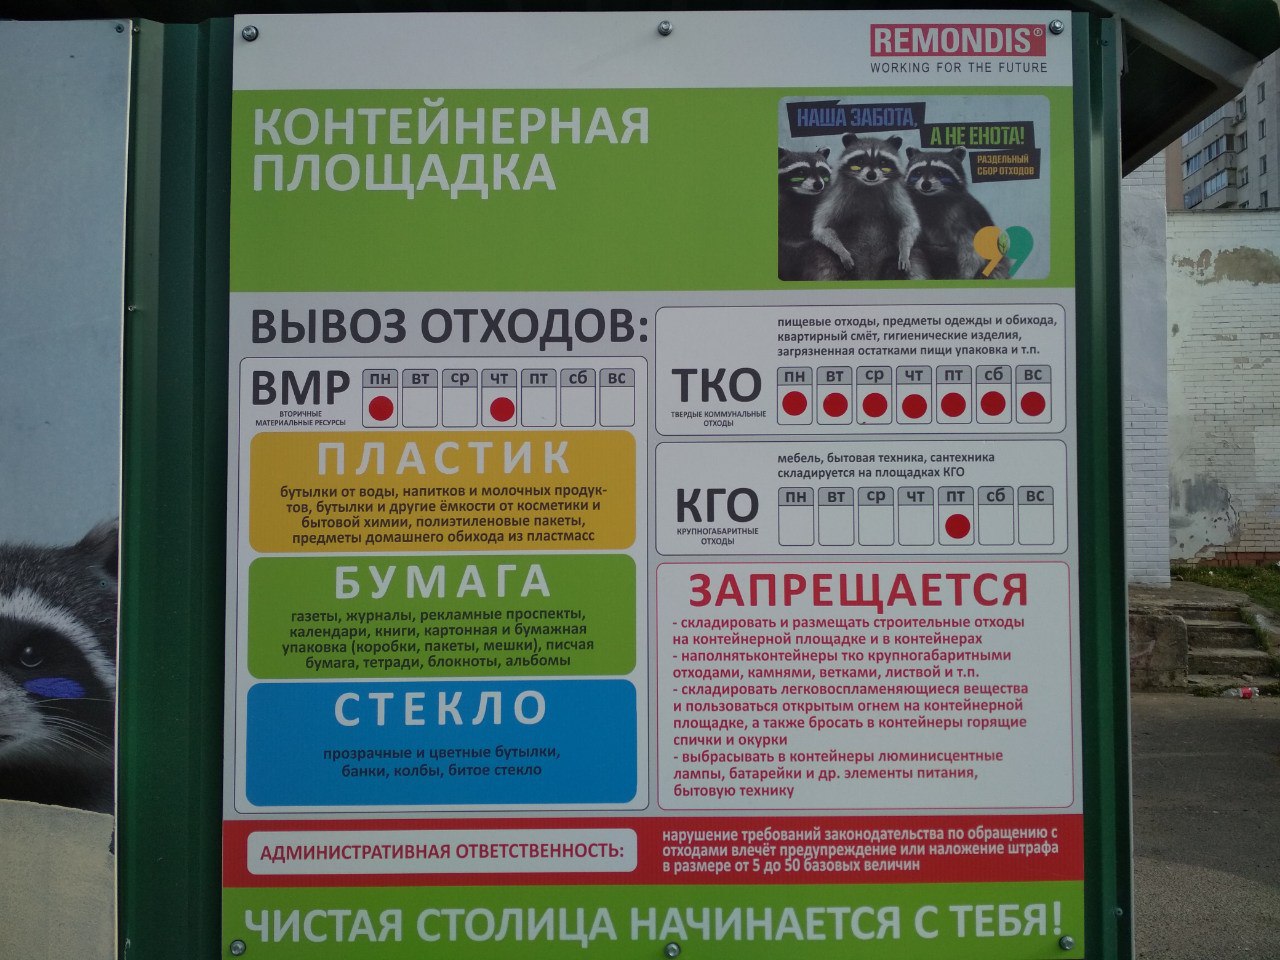 REMONDIS®
WORKING FOR THE FUTURE
КОНТЕЙНЕРНАЯ
ПЛОЩАДКА
НАША ЗАБОТА,
А НЕ ЕНОТА!
РАЗДЕЛЬНЫЙ
СБОР ОТХОДОВ
ВЫВОЗ ОТХОДОВ:
ВМР
ВТОРИЧНЫЕ
МАТЕРИАЛЬНЫЕ РЕСУРСЫ
пн вт ср чт пт сб вс
ПЛАСТИК
бутылки от воды, напитков и молочных продук-
тов, бутылки и другие ёмкости от косметики и
бытовой химии, полиэтиленовые пакеты,
предметы домашнего обихода из пластмасс
БУМАГА
газеты, журналы, рекламные проспекты,
календари, книги, картонная и бумажная
упаковка (коробки, пакеты, мешки), писчая
бумага, тетради, блокноты, альбомы
СТЕКЛО
прозрачные и цветные бутылки,
банки, колбы, битое стекло
пищевые отходы, предметы одежды и обихода,
квартирный смёт, гигиенические изделия,
загрязненная остатками пищи упаковка и т.п.
ТКО
ТВЕРДЫЕ КОММУНАЛЬНЫЕ
ОТХОДЫ
пн вт ср чт пт сб вс
мебель, бытовая техника, сантехника
складируется на площадках КГО
КГО
КРУПНОГАБАРИТНЫЕ
ОТХОДЫ
пн вт ср чт пт сб вс
ЗАПРЕЩАЕТСЯ
- складировать и размещать строительные отходы
на контейнерной площадке и в контейнерах
- наполнятьконтейнеры тко крупногабаритными
отходами, камнями, ветками, листвой и т.п.
- складировать легковоспламеняющиеся вещества
и пользоваться открытым огнем на контейнерной
площадке, а также бросать в контейнеры горящие
спички и окурки
- выбрасывать в контейнеры люминисцентные
лампы, батарейки и др. элементы питания,
бытовую технику
АДМИНИСТРАТИВНАЯ ОТВЕТСТВЕННОСТЬ:
нарушение требований законодательства по обращению с
отходами влечёт предупреждение или наложение штрафа
в размере от 5 до 50 базовых величин
ЧИСТАЯ СТОЛИЦА НАЧИНАЕТСЯ С ТЕБЯ!